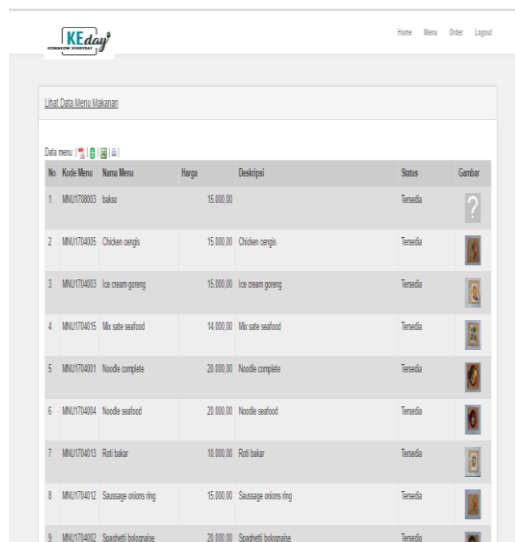 KEday
Home Menu Order Logout
Lihat Data Menu Makanan
Data menu: | | | | |
No Kode Menu Nama Menu Harga Deskripsi Status Gambar
1 MNU1708003 bakso 15.000,00 Tersedia ?
2 MNU1704005 Chicken cengis 15.000,00 Chicken cengis Tersedia
3 MNU1704003 Ice cream goreng 15.000,00 Ice cream goreng Tersedia
4 MNU1704015 Mix sate seafood 14.000,00 Mix sate seafood Tersedia
5 MNU1704001 Noodle complete 20.000,00 Noodle complete Tersedia
6 MNU1704004 Noodle seafood 20.000,00 Noodle seafood Tersedia
7 MNU1704013 Roti bakar 10.000,00 Roti bakar Tersedia
8 MNU1704012 Saussage onions ring 15.000,00 Saussage onions ring Tersedia
9 MNU1704002 Spaghetti bolognaise 20.000,00 Spaghetti bolognaise Tersedia